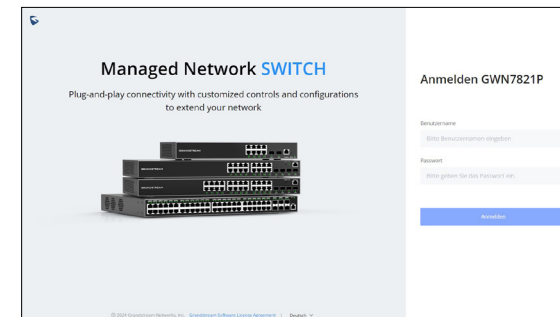 Managed Network SWITCH
Plug-and-play connectivity with customized controls and configurations
to extend your network
© 2024 Grandstream Networks, Inc. Grandstream Software License Agreement | Deutsch
Anmelden GWN7821P
Benutzername
Bitte Benutzernamen eingeben
Passwort
Bitte geben Sie das Passwort ein
Anmelden